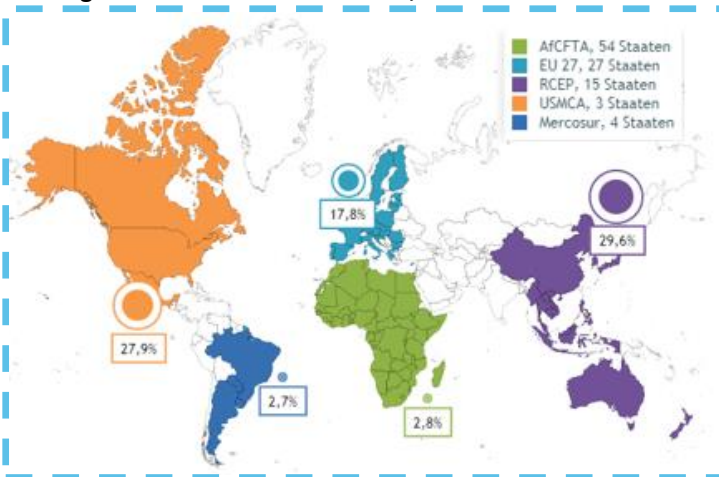 AfCFTA, 54 Staaten
EU 27, 27 Staaten
RCEP, 15 Staaten
USMCA, 3 Staaten
Mercosur, 4 Staaten
17,8%
29,6%
27,9%
2,7%
2,8%